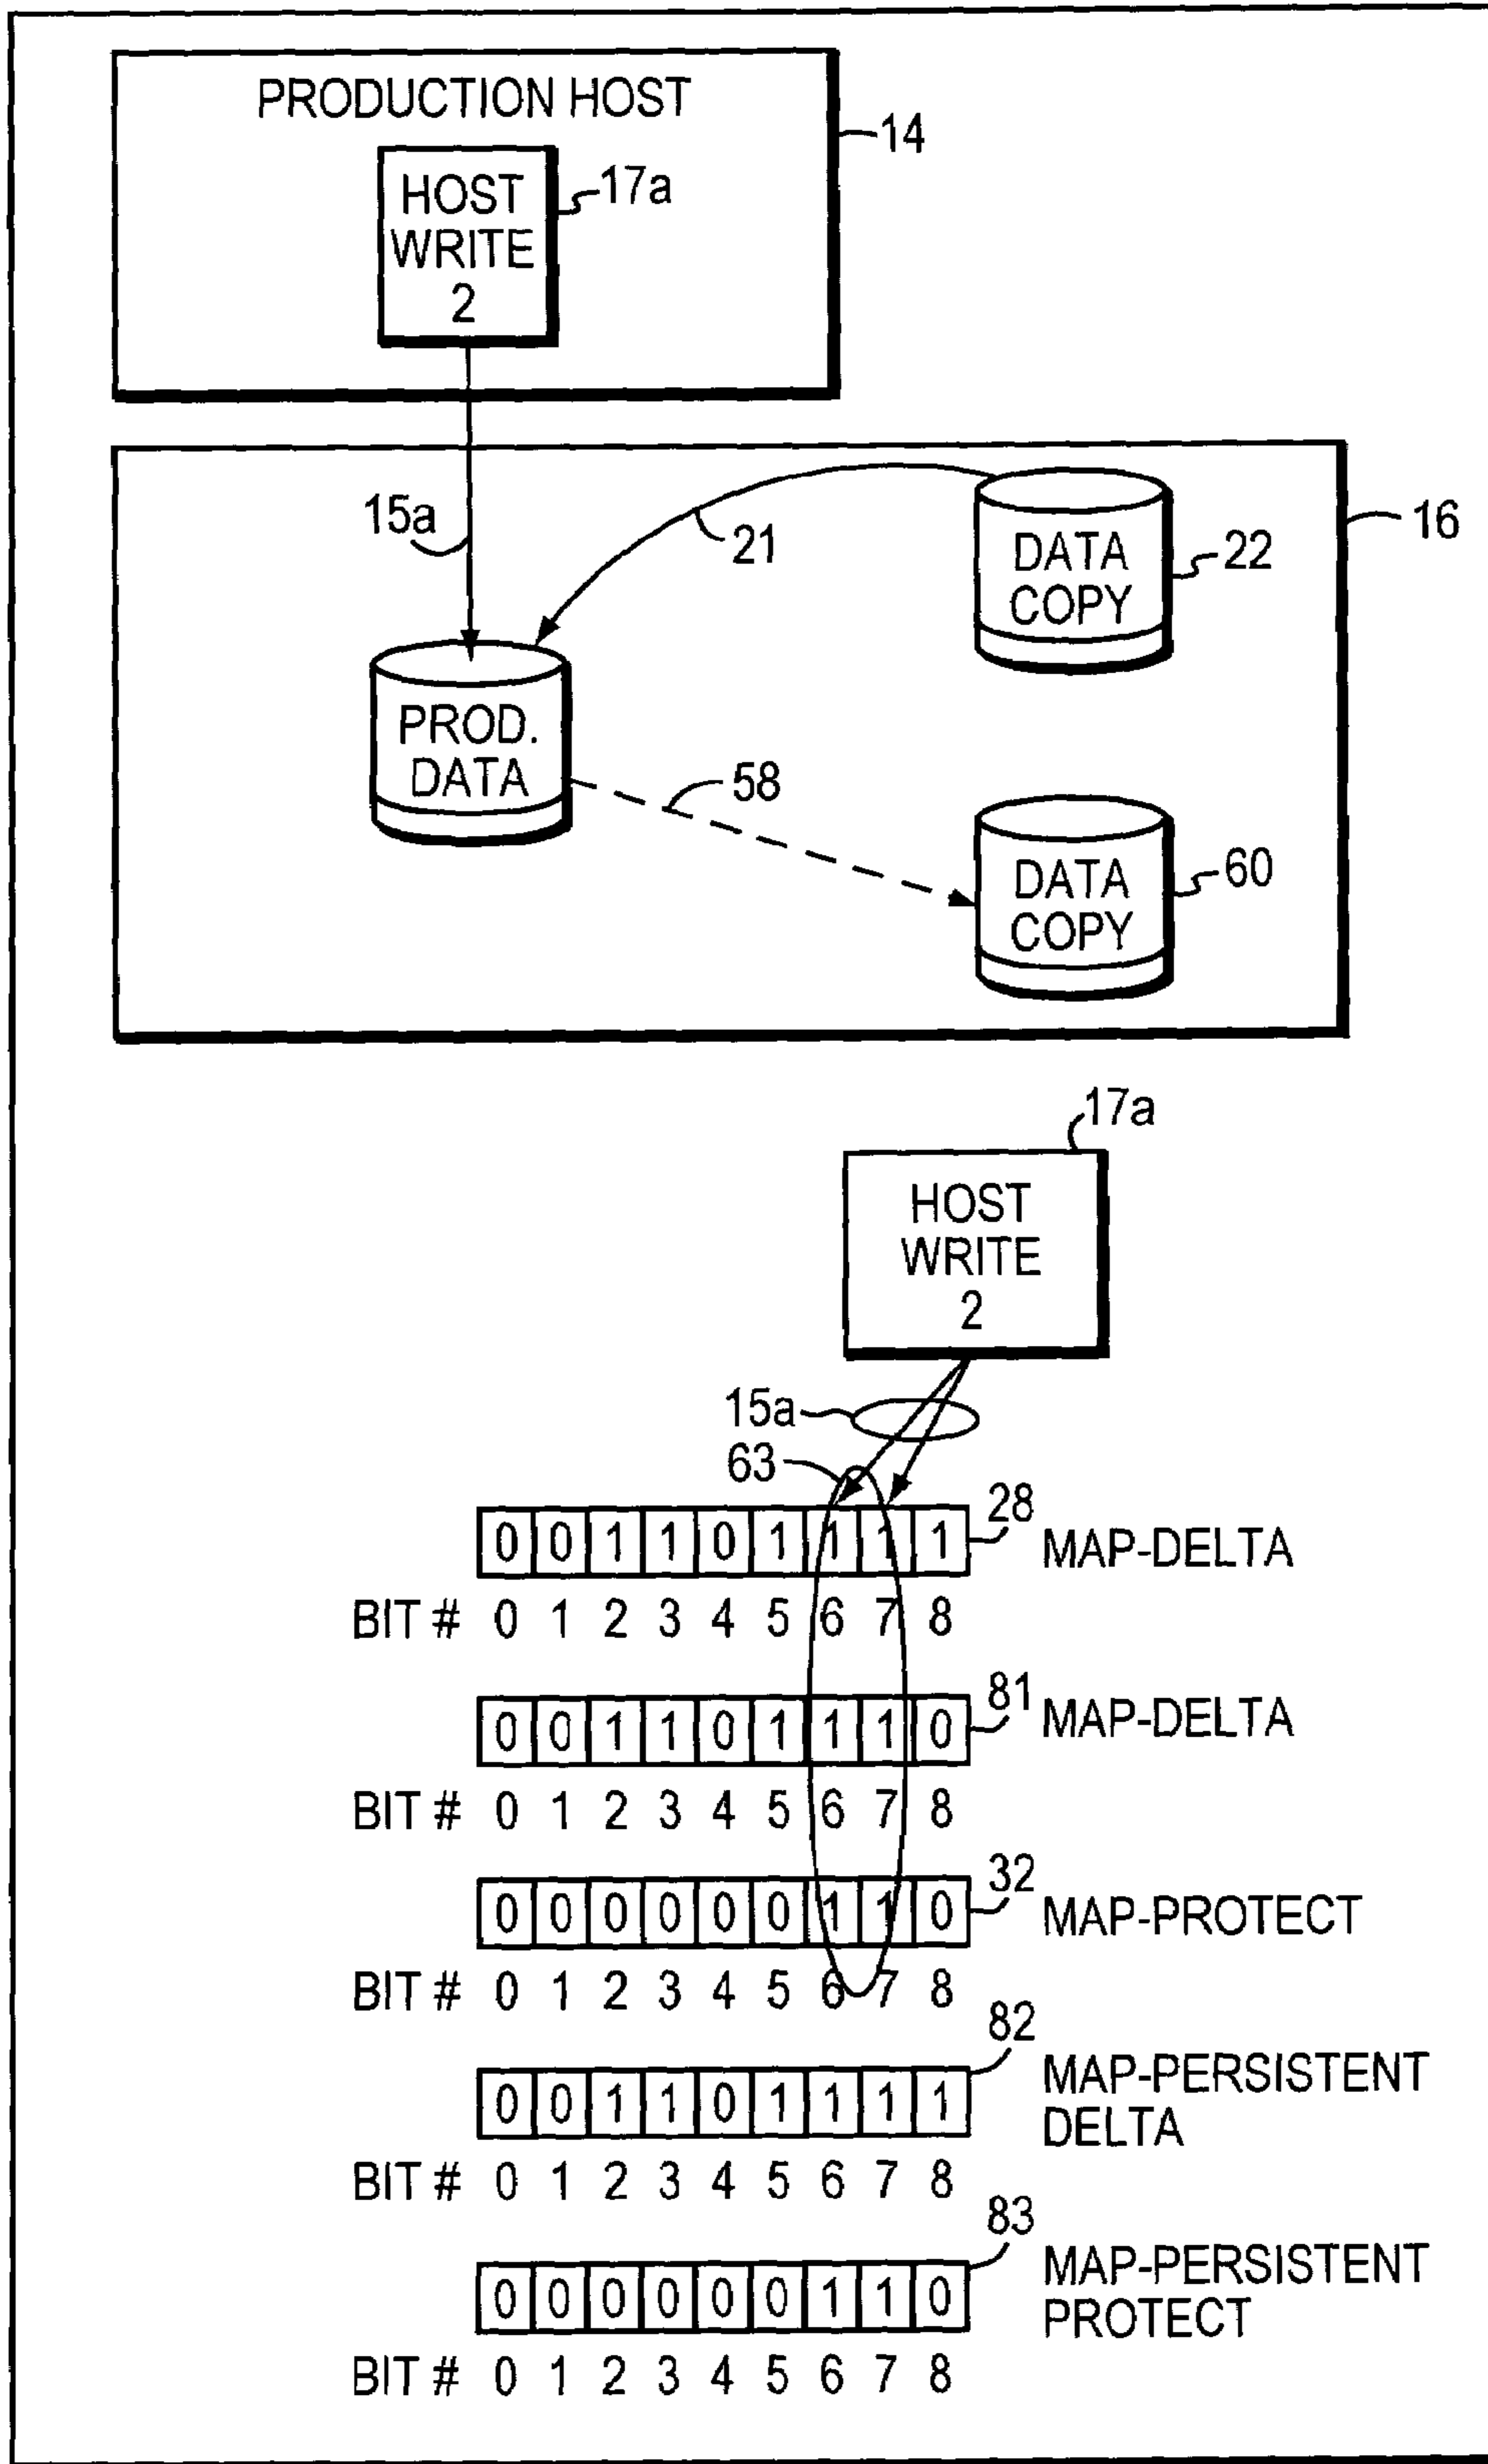 PRODUCTION HOST
14
HOST
WRITE
2
17a
15a
21
DATA
COPY
22
16
PROD.
DATA
58
DATA
COPY
60
17a
HOST
WRITE
2
15a
63
28
0 0 1 1 0 1 1 1 1 MAP-DELTA
BIT # 0 1 2 3 4 5 6 7 8
81
0 0 1 1 0 1 1 1 0 MAP-DELTA
BIT # 0 1 2 3 4 5 6 7 8
32
0 0 0 0 0 0 1 1 0 MAP-PROTECT
BIT # 0 1 2 3 4 5 6 7 8
82
0 0 1 1 0 1 1 1 1 MAP-PERSISTENT
DELTA
BIT # 0 1 2 3 4 5 6 7 8
83
0 0 0 0 0 0 1 1 0 MAP-PERSISTENT
PROTECT
BIT # 0 1 2 3 4 5 6 7 8